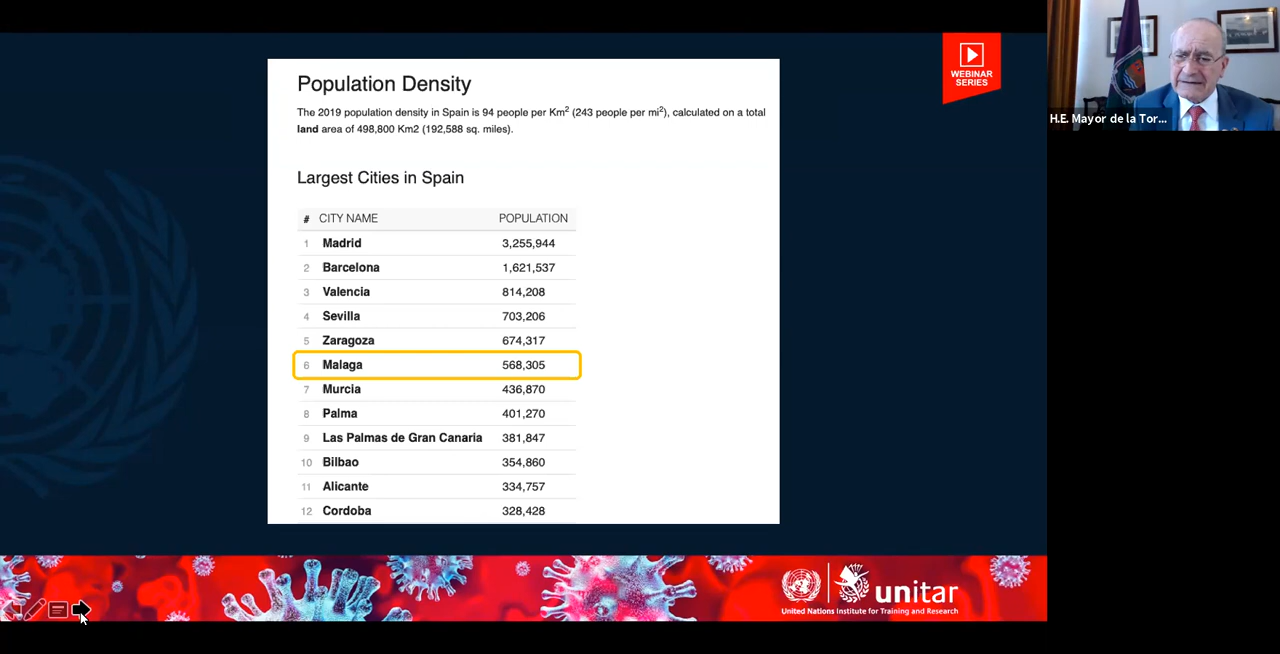 Population Density
The 2019 population density in Spain is 94 people per Km2 (243 people per mi2), calculated on a total
land area of 498,800 Km2 (192,588 sq. miles).
Largest Cities in Spain
# CITY NAME POPULATION
1 Madrid 3,255,944
2 Barcelona 1,621,537
3 Valencia 814,208
4 Sevilla 703,206
5 Zaragoza 674,317
6 Malaga 568,305
7 Murcia 436,870
8 Palma 401,270
9 Las Palmas de Gran Canaria 381,847
10 Bilbao 354,860
11 Alicante 334,757
12 Cordoba 328,428
WEBINAR
SERIES
H.E. Mayor de la Tor...
unitar
United Nations Institute for Training and Research